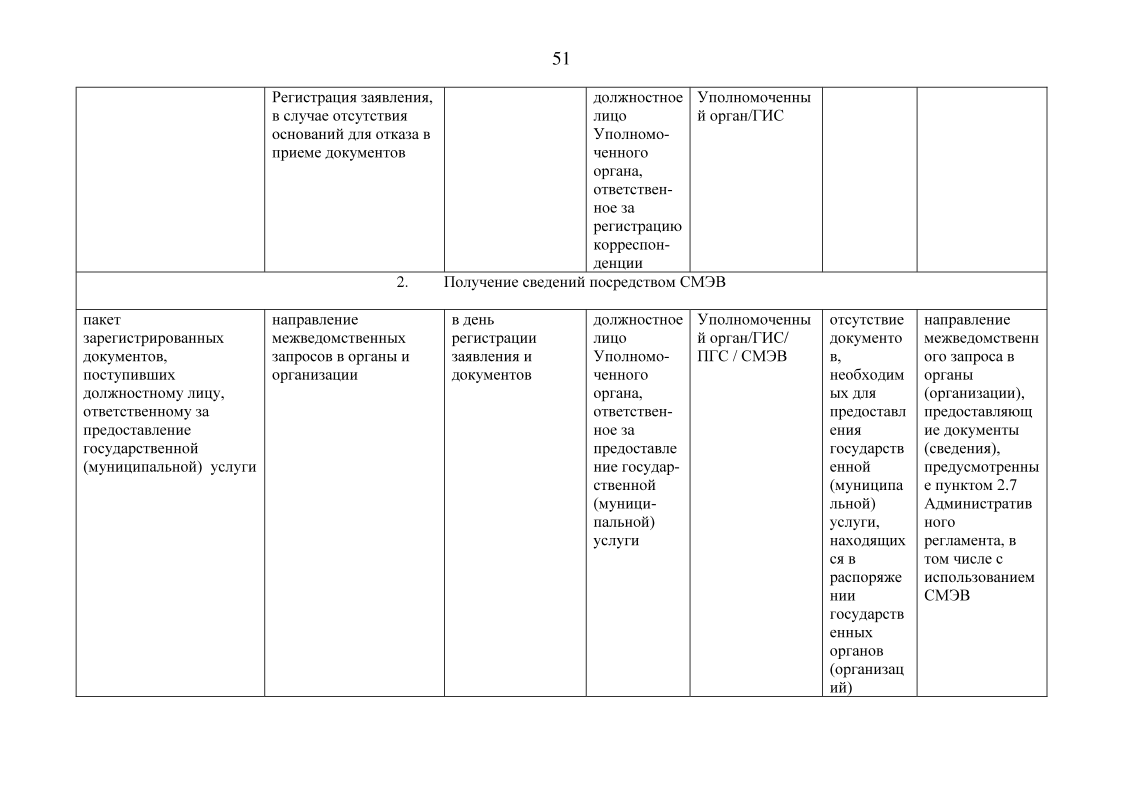 51
Регистрация заявления,
в случае отсутствия
оснований для отказа в
приеме документов
должностное
лицо
Уполномо-
ченного
органа,
ответствен-
ное за
регистрацию
корреспон-
денции
Уполномоченны
й орган/ГИС
2. Получение сведений посредством СМЭВ
пакет
зарегистрированных
документов,
поступивших
должностному лицу,
ответственному за
предоставление
государственной
(муниципальной) услуги
направление
межведомственных
запросов в органы и
организации
в день
регистрации
заявления и
документов
должностное
лицо
Уполномо-
ченного
органа,
ответствен-
ное за
предоставле
ние государ-
ственной
(муници-
пальной)
услуги
Уполномоченны
й орган/ГИС/
ПГС / СМЭВ
отсутствие
документо
в,
необходим
ых для
предоставл
ения
государств
енной
(муниципа
льной)
услуги,
находящих
ся в
распоряже
нии
государств
енных
органов
(организац
ий)
направление
межведомственн
ого запроса в
органы
(организации),
предоставляющ
ие документы
(сведения),
предусмотренны
е пунктом 2.7
Административ
ного
регламента, в
том числе с
использованием
СМЭВ